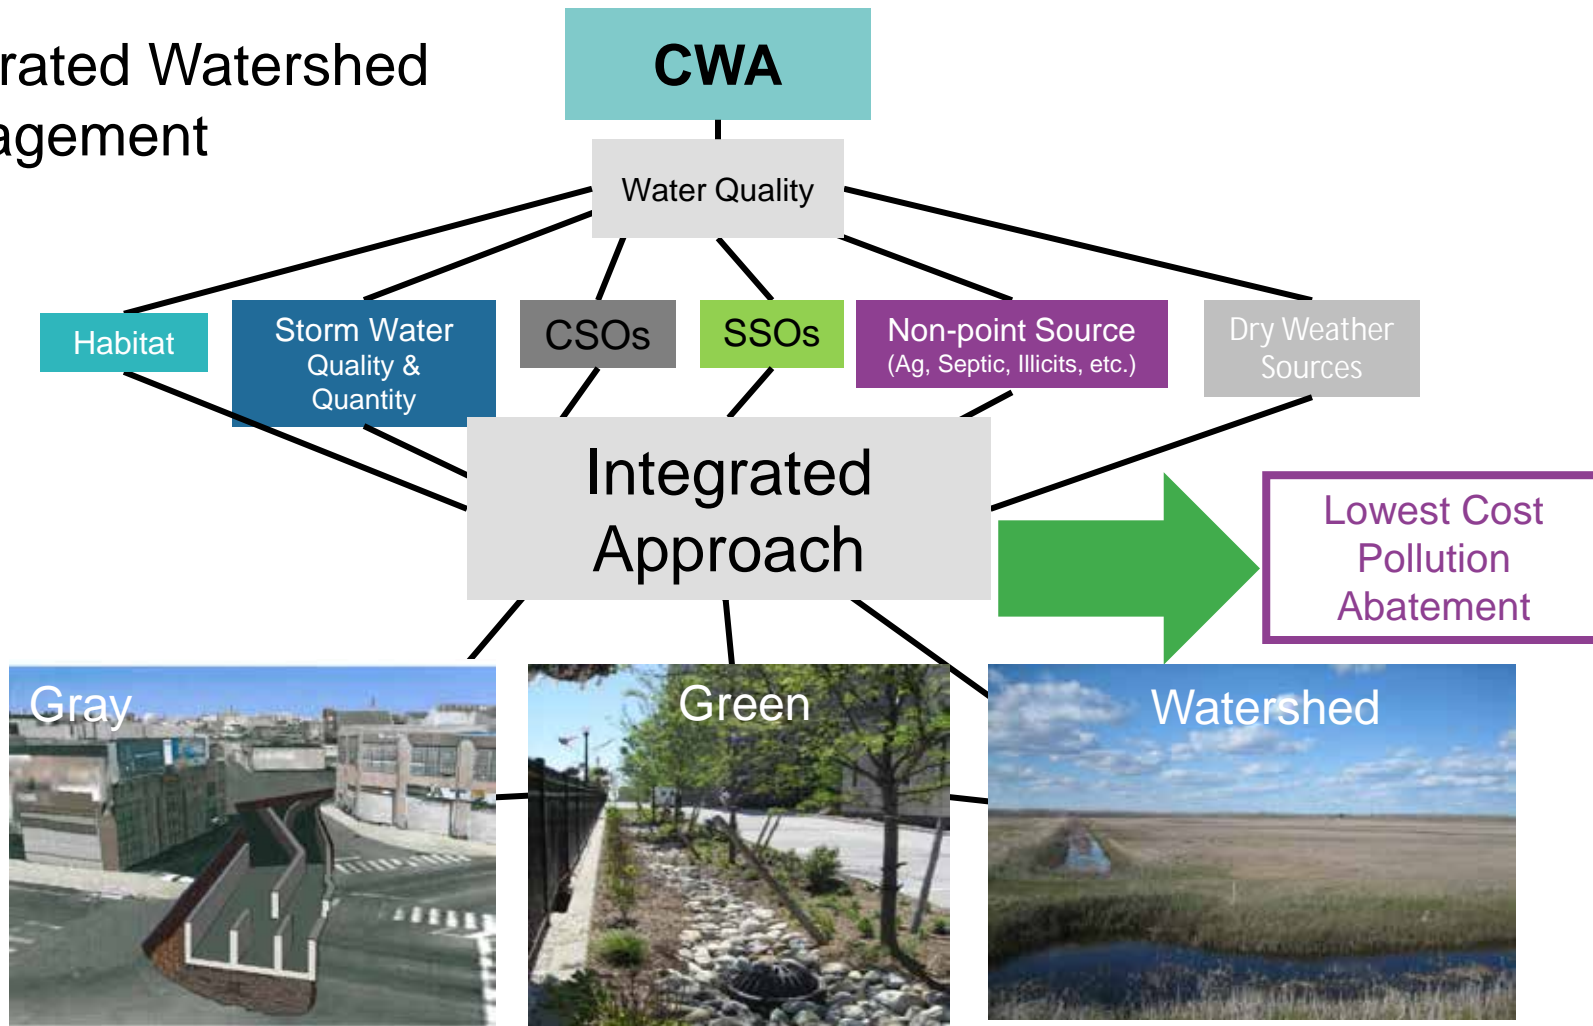 rated Watershed
agement
CWA
Water Quality
Habitat
Storm Water
Quality &
Quantity
CSOs
SSOs
Non-point Source
(Ag, Septic, Illicits, etc.)
Dry Weather
Sources
Integrated
Approach
Lowest Cost
Pollution
Abatement
Gray
Green
Watershed